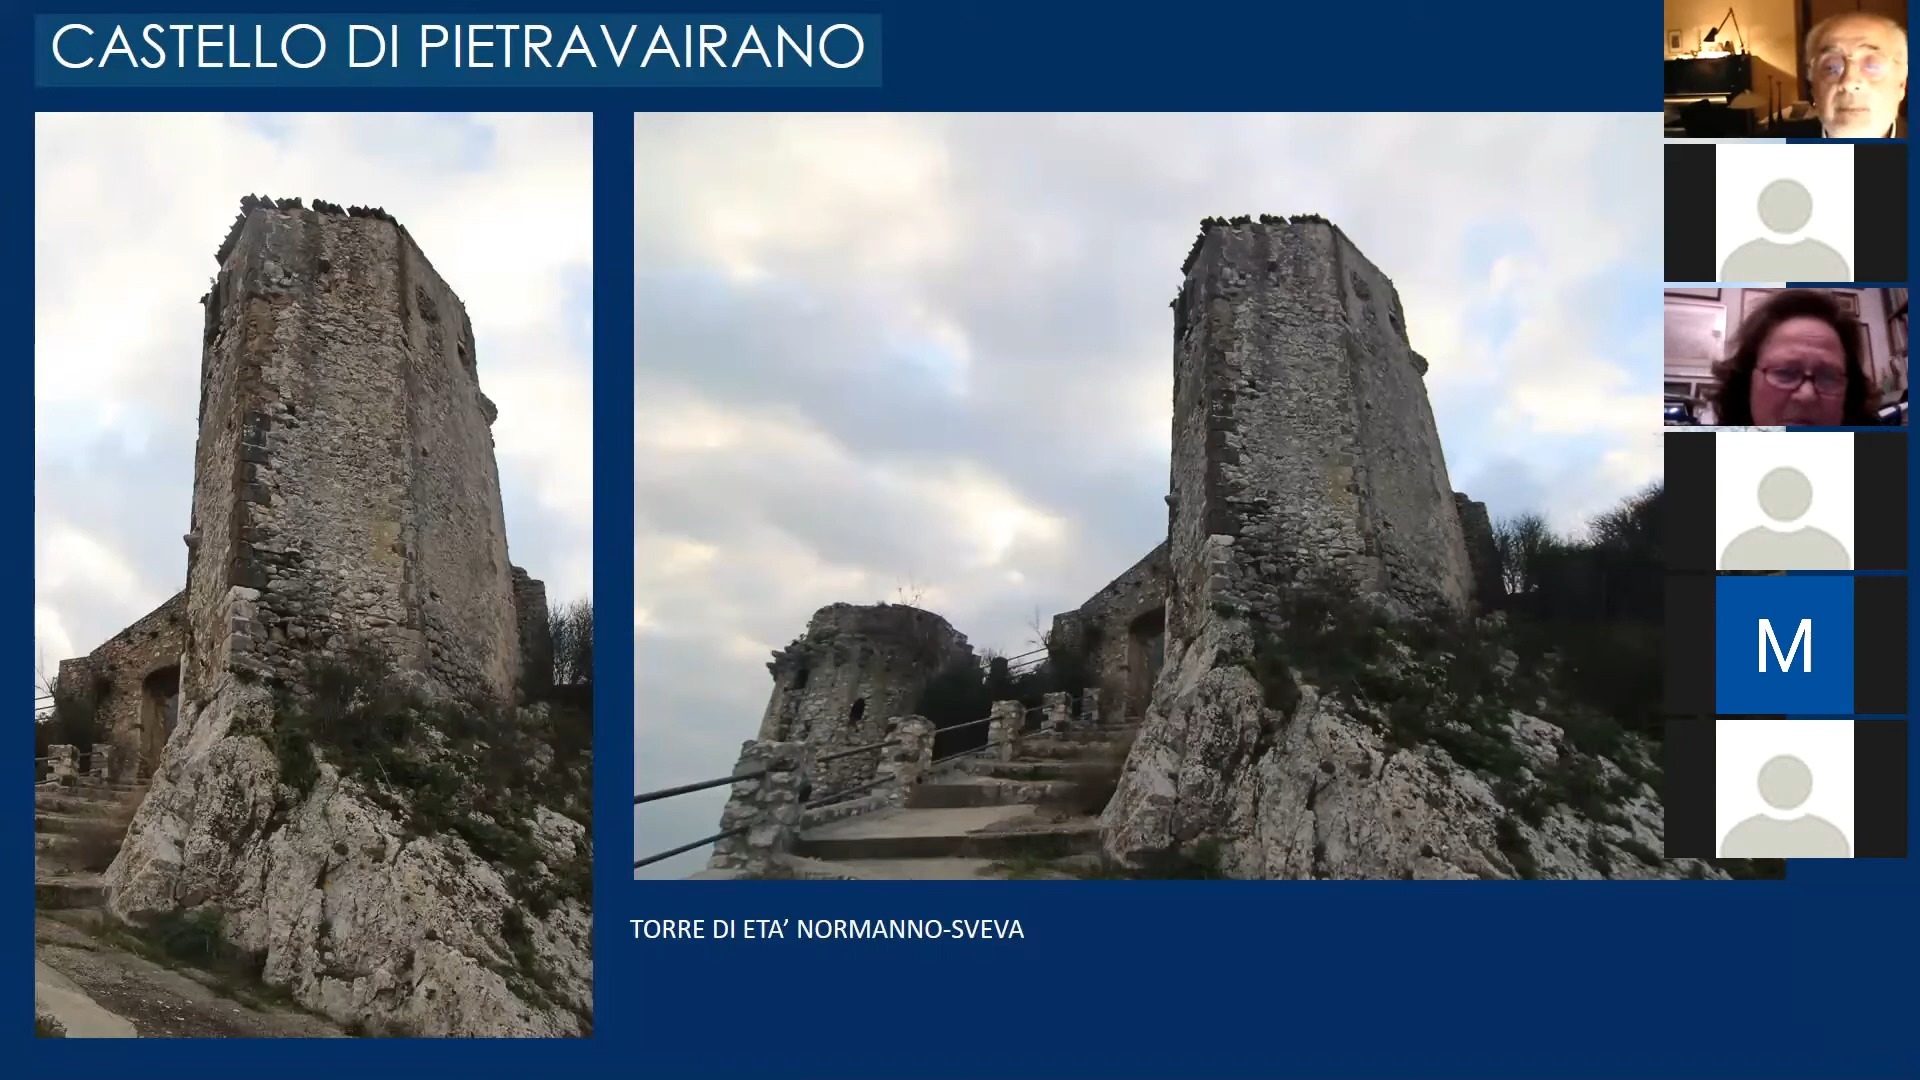 CASTELLO DI PIETRAVAIRANO
M
TORRE DI ETA’ NORMANNO-SVEVA